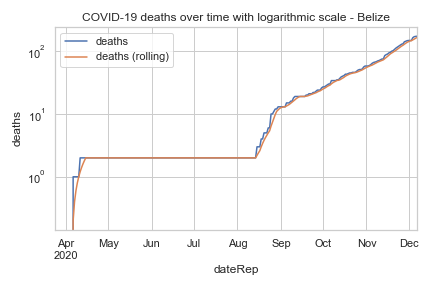 COVID-19 deaths over time with logarithmic scale - Belize
deaths
deaths (rolling)
10²
10¹
10⁰
deaths
Apr May Jun Jul Aug Sep Oct Nov Dec
2020
dateRep